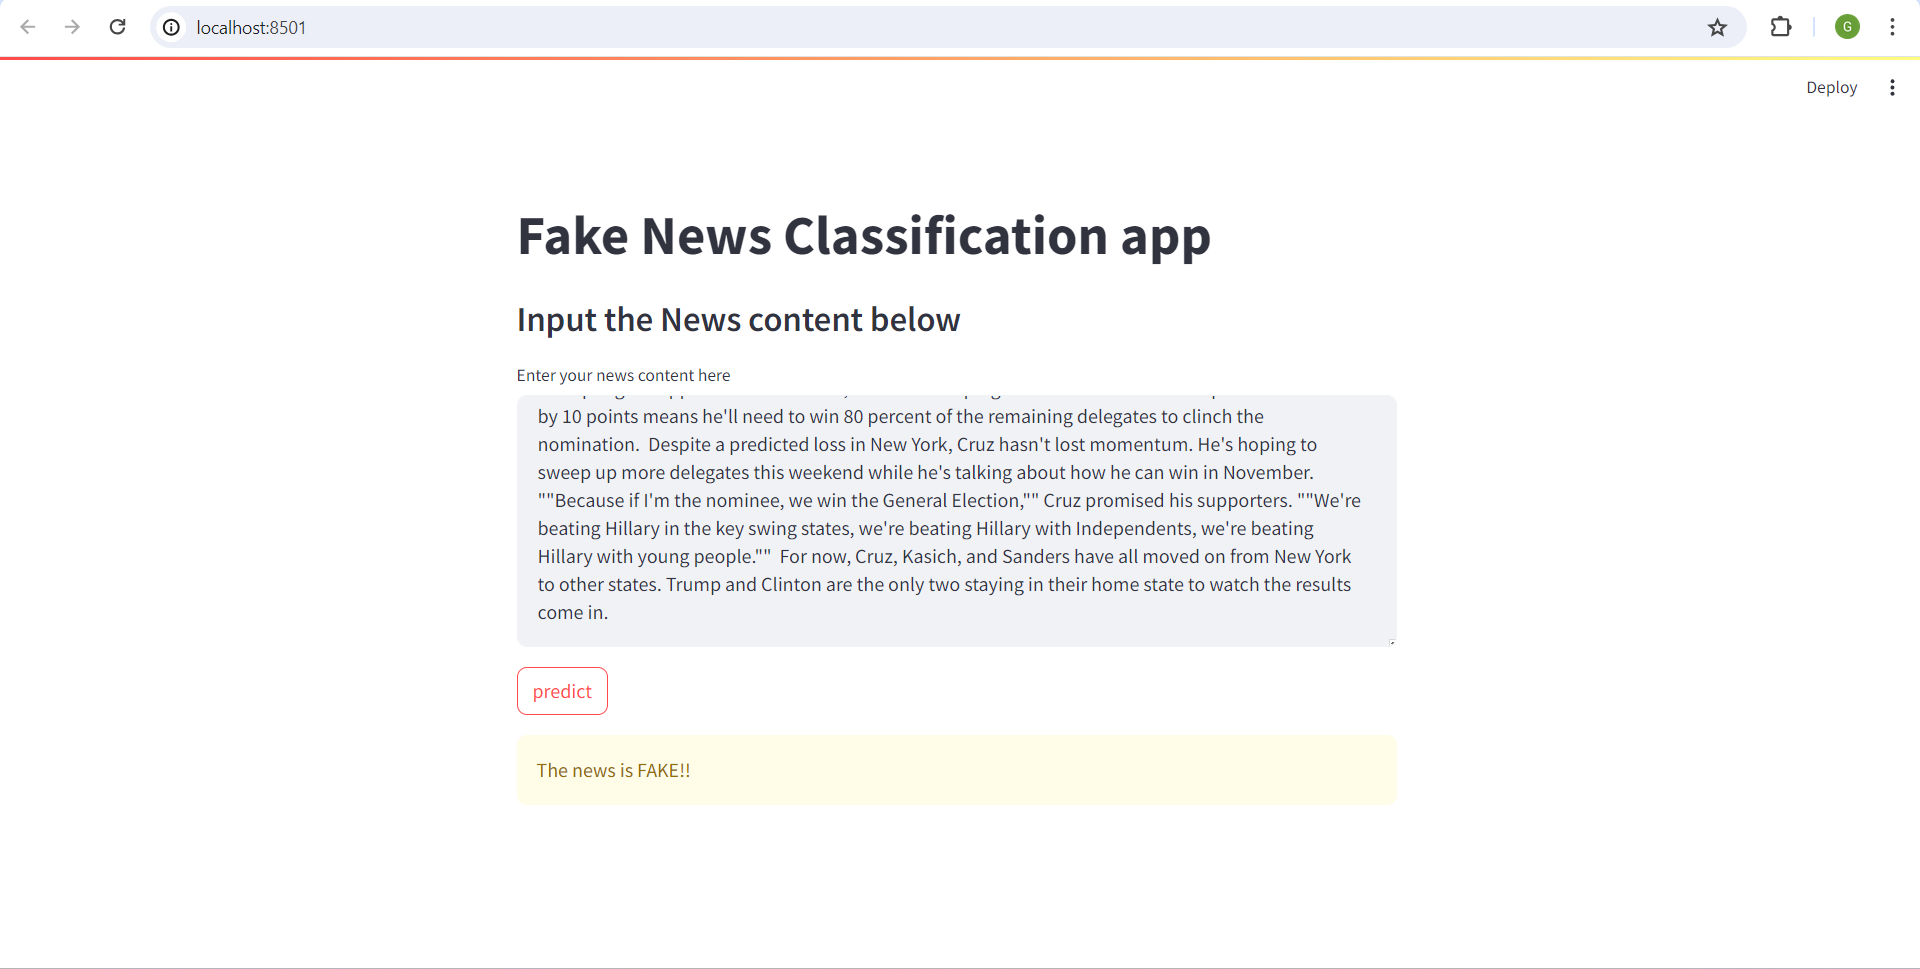 localhost:8501
G
Deploy
Fake News Classification app
Input the News content below
Enter your news content here
by 10 points means he'll need to win 80 percent of the remaining delegates to clinch the
nomination.  Despite a predicted loss in New York, Cruz hasn't lost momentum. He's hoping to
sweep up more delegates this weekend while he's talking about how he can win in November.
""Because if I'm the nominee, we win the General Election,"" Cruz promised his supporters. ""We're
beating Hillary in the key swing states, we're beating Hillary with Independents, we're beating
Hillary with young people.""  For now, Cruz, Kasich, and Sanders have all moved on from New York
to other states. Trump and Clinton are the only two staying in their home state to watch the results
come in.
predict
The news is FAKE!!